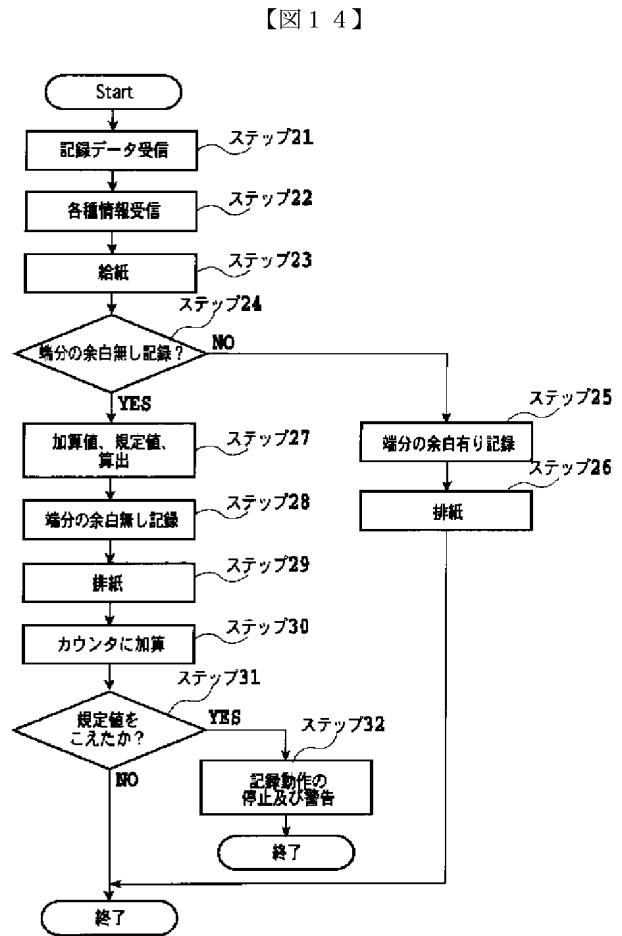 【図１４】
Start
記録データ受信
ステップ21
各種情報受信
ステップ22
給紙
ステップ23
ステップ24
端分の余白無し記録？
NO
YES
ステップ25
端分の余白有り記録
ステップ26
排紙
加算値、規定値、
算出
ステップ27
端分の余白無し記録
ステップ28
排紙
ステップ29
カウンタに加算
ステップ30
ステップ31
規定値を
こえたか？
YES
NO
ステップ32
記録動作の
停止及び警告
終了
終了